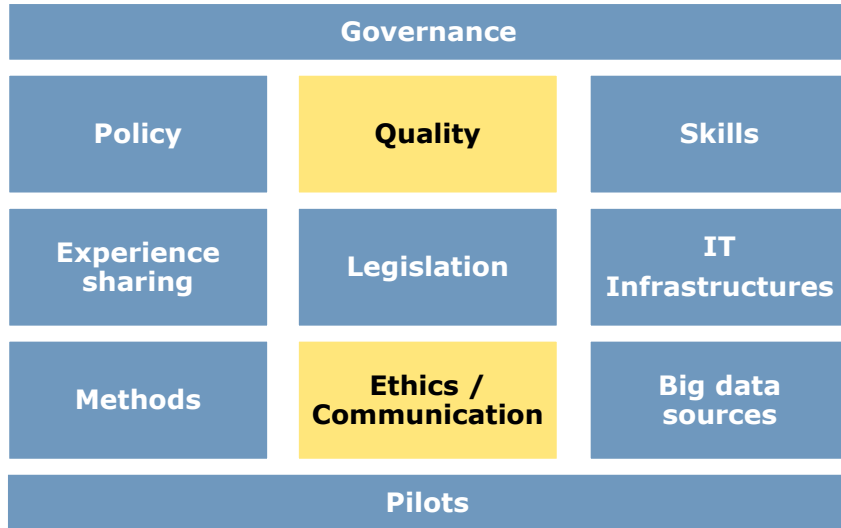 Governance
Policy
Quality
Skills
Experience
sharing
Legislation
IT
Infrastructures
Methods
Ethics /
Communication
Big data
sources
Pilots